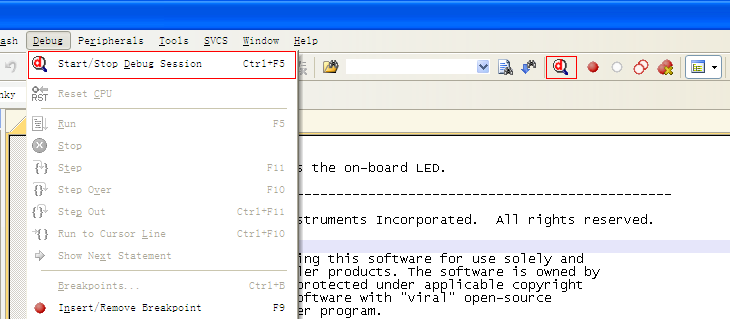 ash Debug Peripherals Tools SVCS Window Help
Start/Stop Debug Session Ctrl+F5
nky
RST Reset CPU
Run F5
Stop
Step F11
s the on-board LED.
Step Over F10
Step Out Ctrl+F11
struments Incorporated. All rights reserved.
Run to Cursor Line Ctrl+F10
Show Next Statement
ing this software for use solely and
ler products. The software is owned by
Breakpoints... Ctrl+B
protected under applicable copyright
oftware with "viral" open-source
Insert/Remove Breakpoint F9
er program.